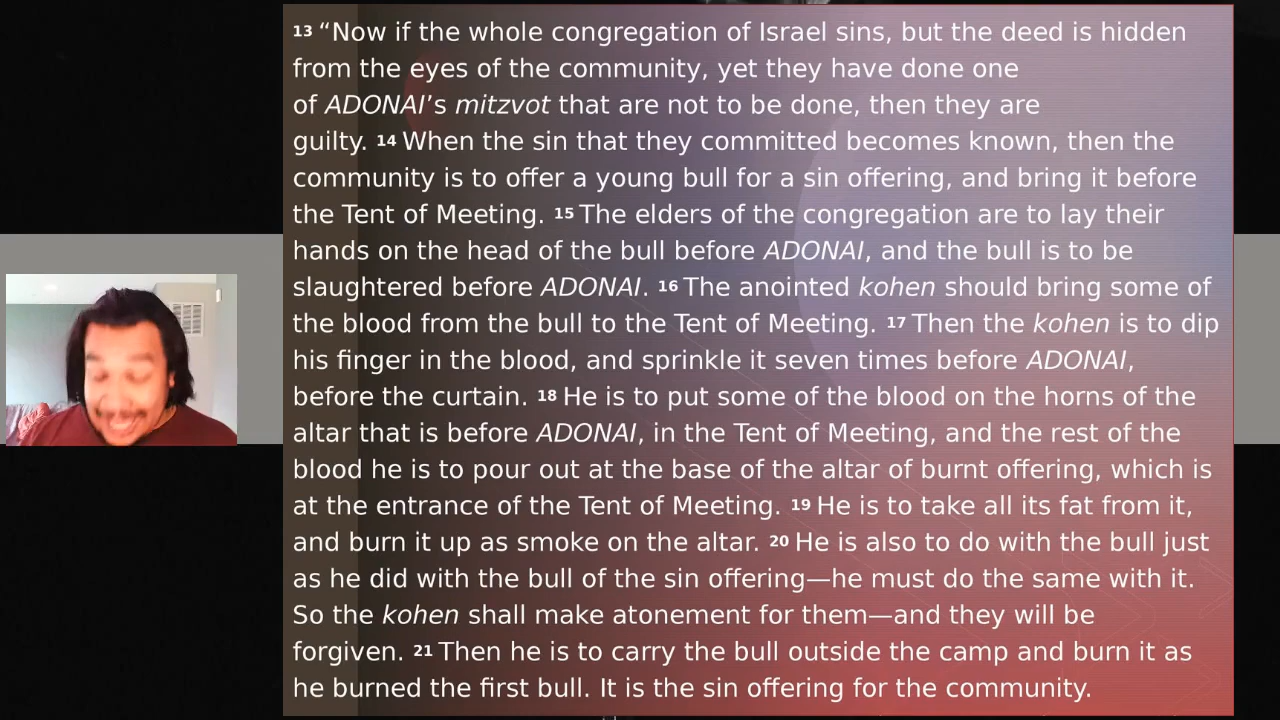 13 “Now if the whole congregation of Israel sins, but the deed is hidden
from the eyes of the community, yet they have done one
of ADONAI’s mitzvot that are not to be done, then they are
guilty. 14 When the sin that they committed becomes known, then the
community is to offer a young bull for a sin offering, and bring it before
the Tent of Meeting. 15 The elders of the congregation are to lay their
hands on the head of the bull before ADONAI, and the bull is to be
slaughtered before ADONAI. 16 The anointed kohen should bring some of
the blood from the bull to the Tent of Meeting. 17 Then the kohen is to dip
his finger in the blood, and sprinkle it seven times before ADONAI,
before the curtain. 18 He is to put some of the blood on the horns of the
altar that is before ADONAI, in the Tent of Meeting, and the rest of the
blood he is to pour out at the base of the altar of burnt offering, which is
at the entrance of the Tent of Meeting. 19 He is to take all its fat from it,
and burn it up as smoke on the altar. 20 He is also to do with the bull just
as he did with the bull of the sin offering—he must do the same with it.
So the kohen shall make atonement for them—and they will be
forgiven. 21 Then he is to carry the bull outside the camp and burn it as
he burned the first bull. It is the sin offering for the community.